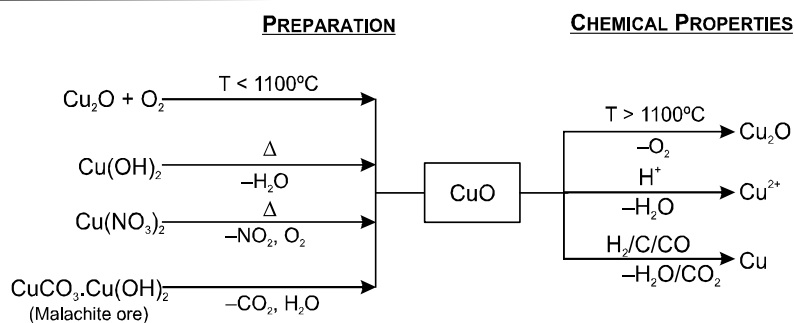 PREPARATION
CHEMICAL PROPERTIES
Cu₂O + O₂
T < 1100ºC
Cu(OH)₂
Δ
–H₂O
Cu(NO₃)₂
Δ
–NO₂, O₂
CuCO₃.Cu(OH)₂
(Malachite ore)
–CO₂, H₂O
CuO
T > 1100ºC
–O₂
Cu₂O
H⁺
–H₂O
Cu²⁺
H₂/C/CO
–H₂O/CO₂
Cu